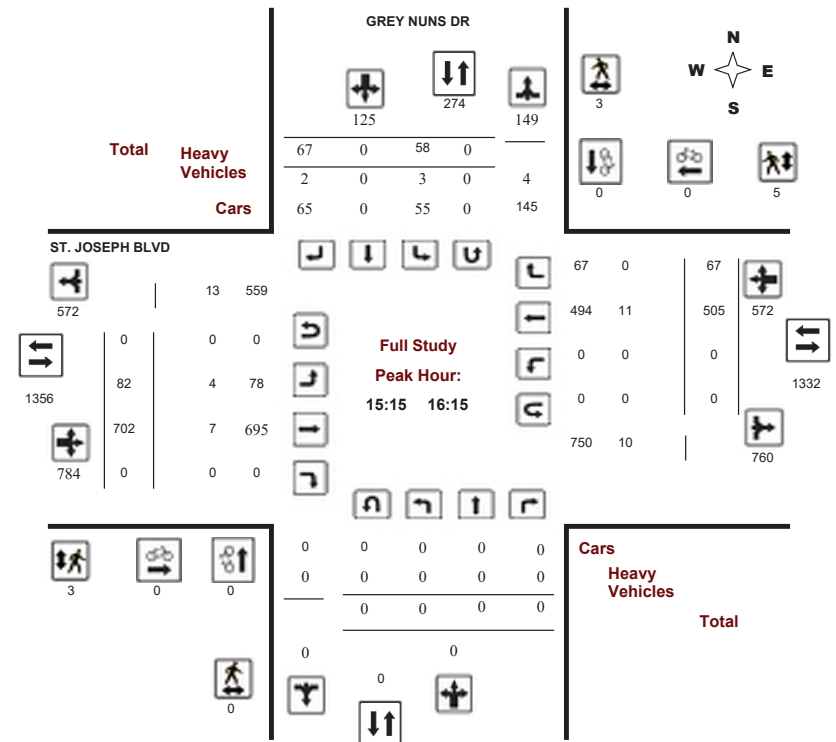 GREY NUNS DR
N
W E
S
274
3
125 149
Total Heavy
Vehicles
Cars
67 0 58 0
2 0 3 0 4
65 0 55 0 145
0 0 5
ST. JOSEPH BLVD
572 13 559
0 0 0
1356 82 4 78
702 7 695
784 0 0 0
Full Study
Peak Hour:
15:15 16:15
67 0 67
494 11 505 572
0 0 0
0 0 0 1332
750 10 760
3 0 0
0
0 0 0 0 0
0 0 0 0 0
0 0 0 0
0 0
0
Cars
Heavy
Vehicles
Total